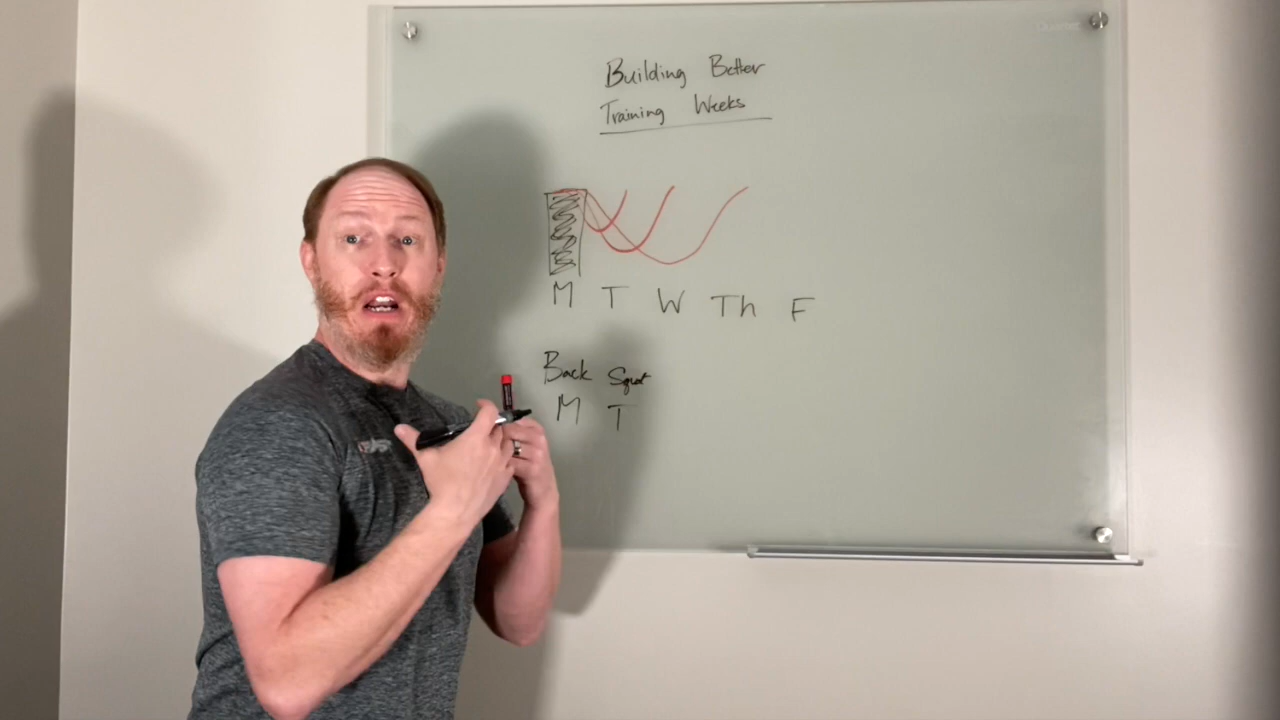 Building Better
Training Weeks
M T W Th F
Back Squat
M T